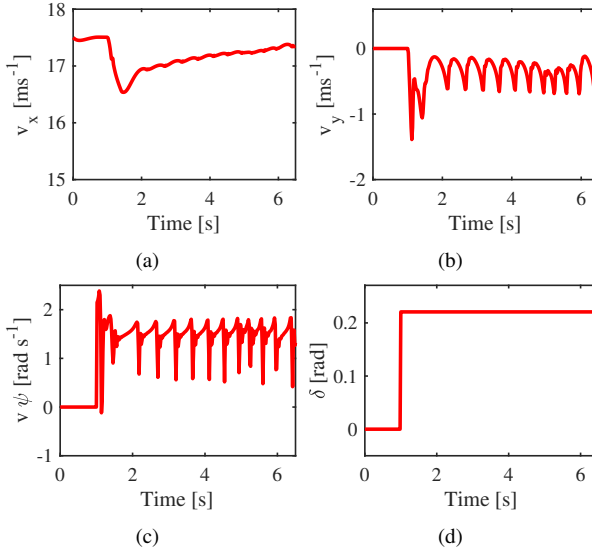 18
17
16
15
v_x [ms^-1]
0 2 4 6
Time [s]
(a)
0
-1
-2
v_y [ms^-1]
0 2 4 6
Time [s]
(b)
2
1
0
-1
v ψ [rad s^-1]
0 2 4 6
Time [s]
(c)
0.2
0.1
0
δ [rad]
0 2 4 6
Time [s]
(d)